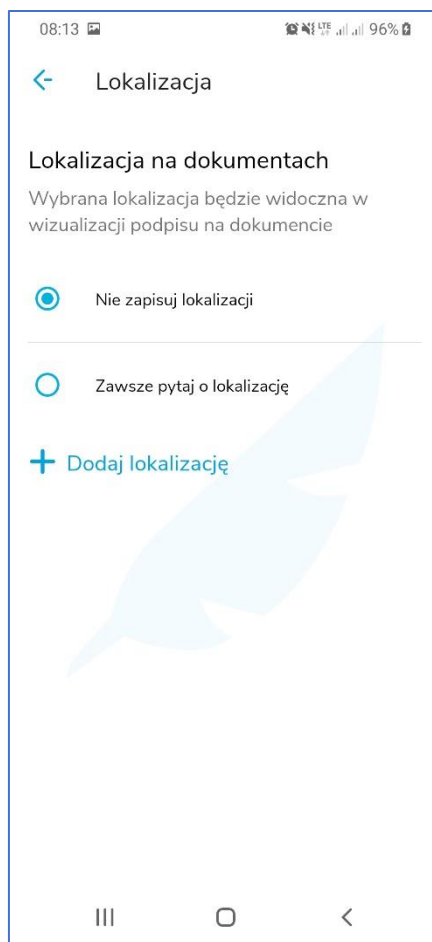 08:13 LTE 96%
Lokalizacja
Lokalizacja na dokumentach
Wybrana lokalizacja będzie widoczna w
wizualizacji podpisu na dokumencie
Nie zapisuj lokalizacji
Zawsze pytaj o lokalizację
Dodaj lokalizację